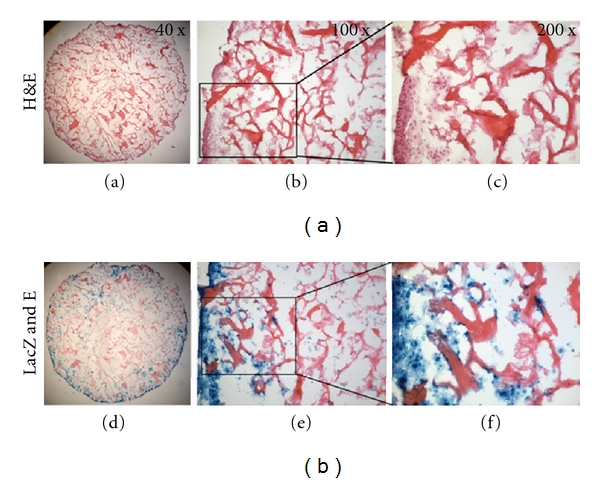 H&E
40 x
100 x
200 x
(a)
(b)
(c)
( a )
LacZ and E
(d)
(e)
(f)
( b )